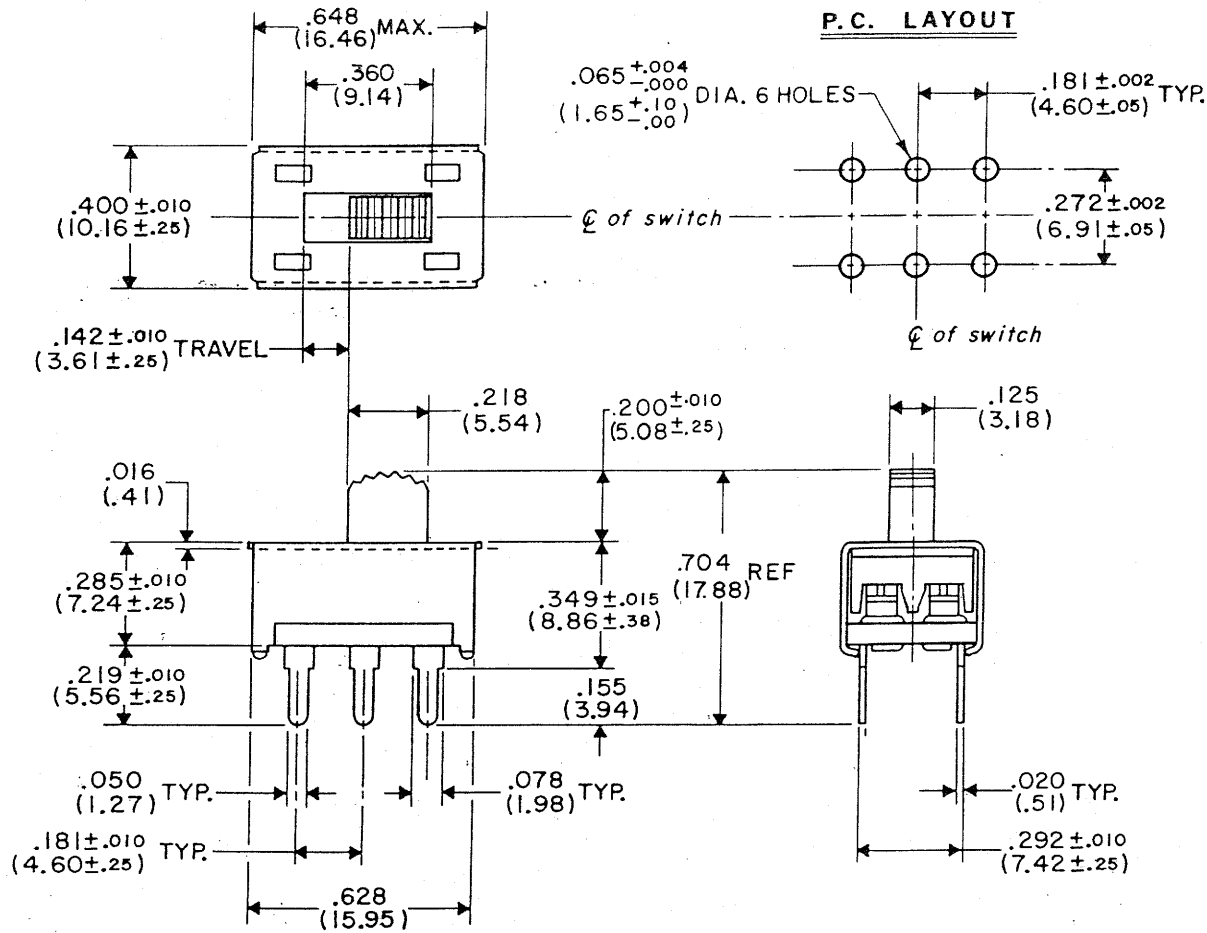 .648
(16.46) MAX.
.360
(9.14)
P.C. LAYOUT
.065 +.004 -.000
(1.65 +.10 -.00) DIA. 6 HOLES
.181±.002
(4.60±.05) TYP.
.400±.010
(10.16±.25)
℄ of switch
.272±.002
(6.91±.05)
.142±.010
(3.61±.25) TRAVEL
℄ of switch
.218
(5.54)
.200±.010
(5.08±.25)
.125
(3.18)
.016
(.41)
.285±.010
(7.24±.25)
.349±.015
(8.86±.38)
.704
(17.88) REF
.219±.010
(5.56±.25)
.155
(3.94)
.050
(1.27) TYP.
.078
(1.98) TYP.
.020
(.51) TYP.
.181±.010
(4.60±.25) TYP.
.292±.010
(7.42±.25)
.628
(15.95)